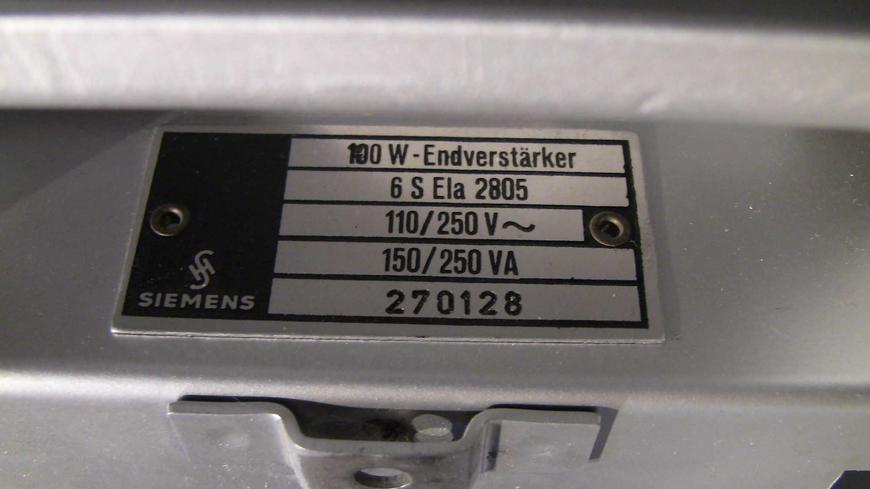 100 W-Endverstärker
6 S Ela 2805
110/250 V~
150/250 VA
SIEMENS
270128